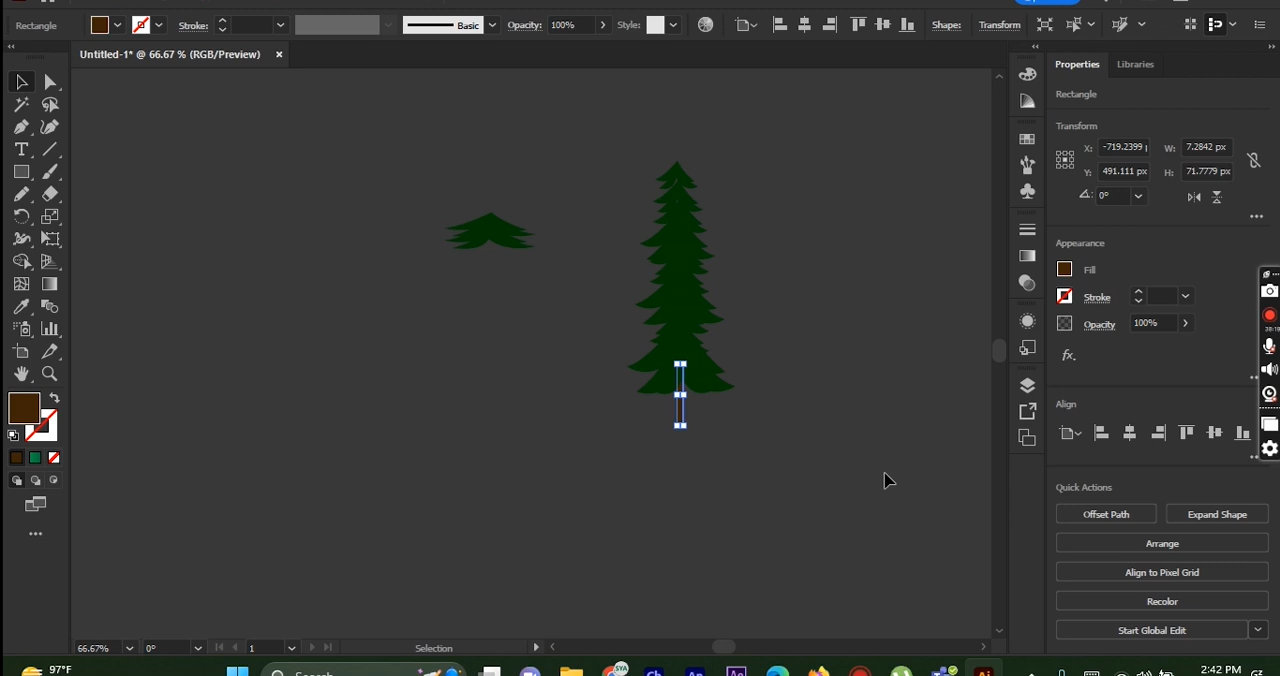 Rectangle Stroke: Basic Opacity: 100% Style: Shape: Transform
Untitled-1* @ 66.67 % (RGB/Preview) ×
Properties Libraries
Rectangle
Transform
X: -719.2399 W: 7.2842 px
Y: 491.111 px H: 71.7779 px
0°
Appearance
Fill
Stroke
Opacity 100%
fx.
Align
Quick Actions
Offset Path Expand Shape
Arrange
Align to Pixel Grid
Recolor
Start Global Edit
66.67% 0° 1 Selection
97°F Search 2:42 PM